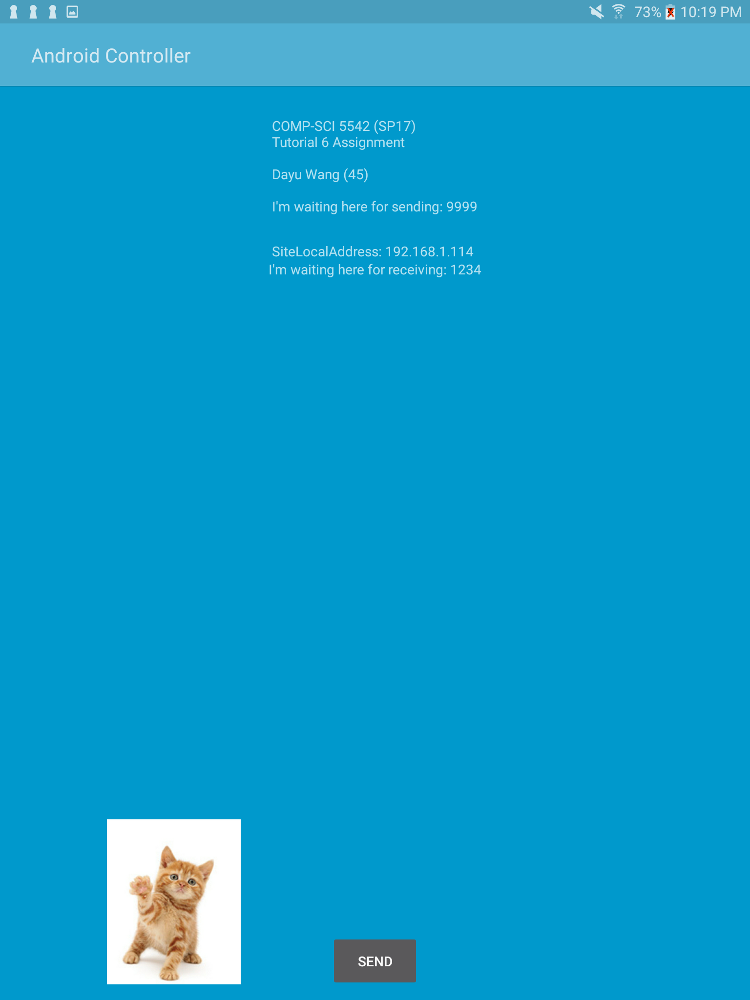 73% 10:19 PM
Android Controller
COMP-SCI 5542 (SP17)
Tutorial 6 Assignment
Dayu Wang (45)
I'm waiting here for sending: 9999
SiteLocalAddress: 192.168.1.114
I'm waiting here for receiving: 1234
SEND